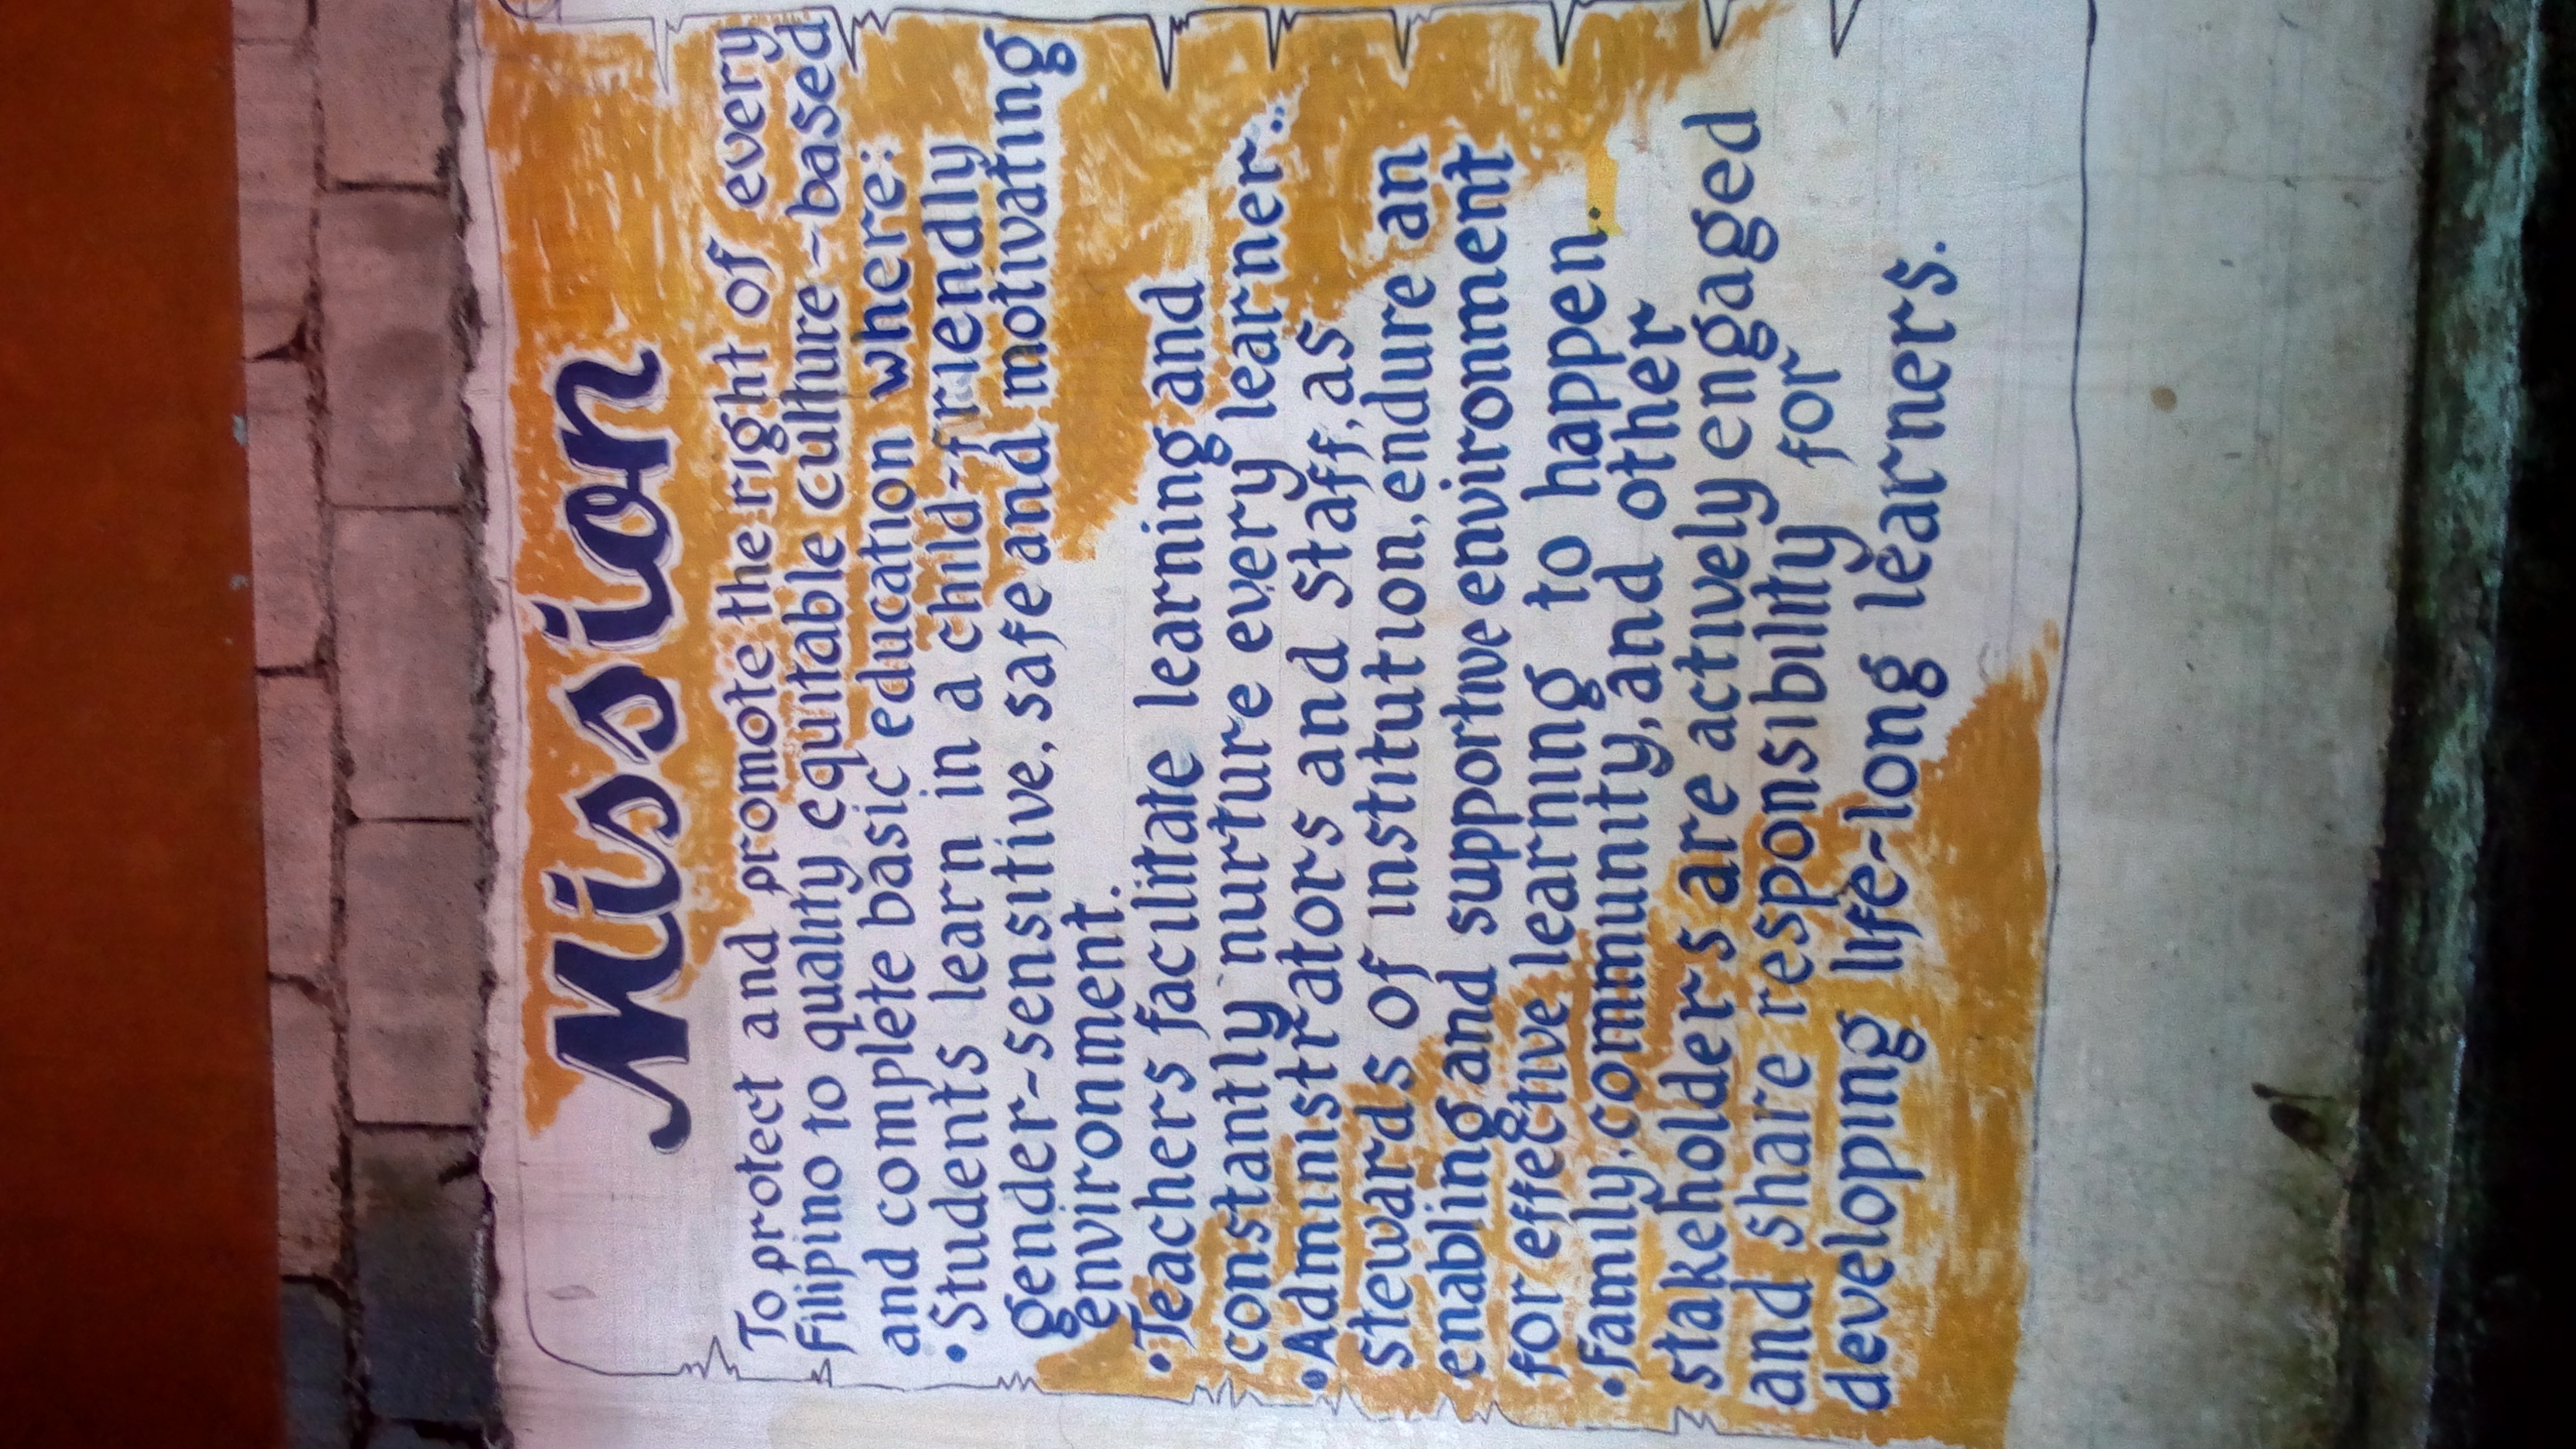 Mission
To protect and promote the right of every
Filipino to quality equitable culture-based
and complete basic education where:
• Students learn in a child-friendly
gender-sensitive, safe and motivating
environment.
• Teachers facilitate learning and
constantly nurture every learner...
• Administrators and staff, as
stewards of institution, endure an
enabling and supportive environment
for effective learning to happen.
• Family, community, and other
stakeholders are actively engaged
and share responsibility for
developing life-long learners.